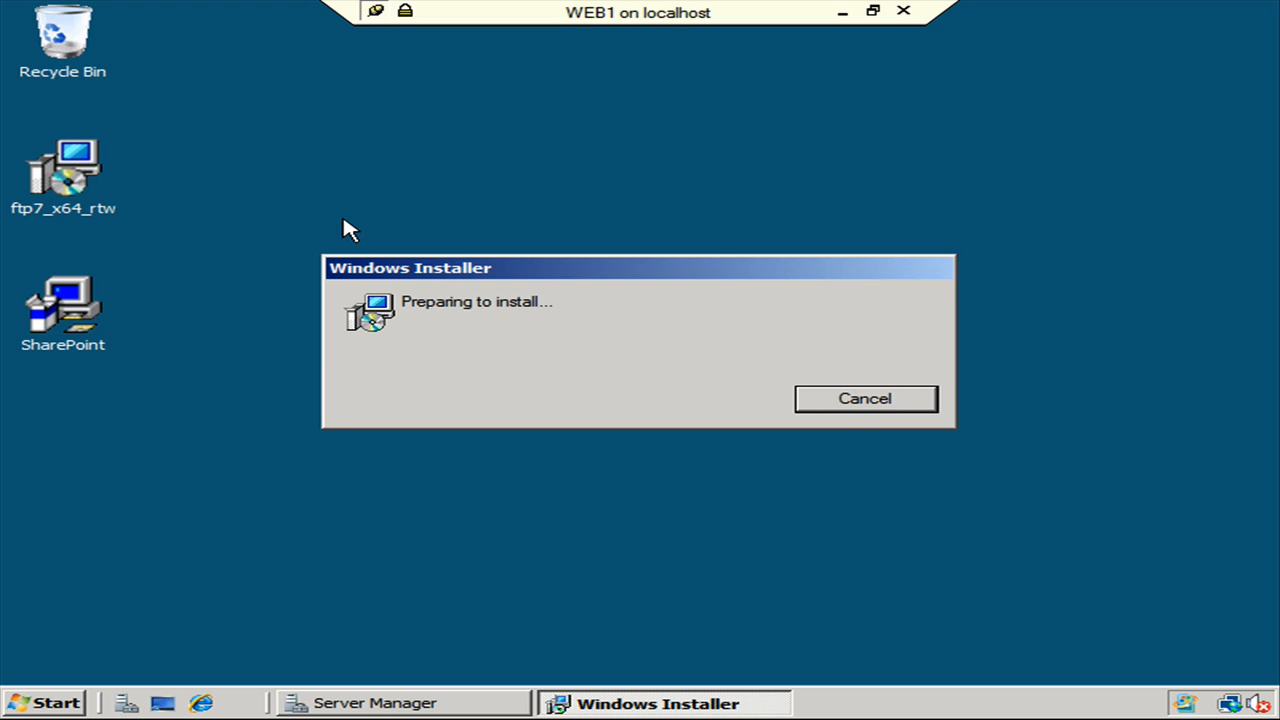 WEB1 on localhost
Recycle Bin
ftp7_x64_rtw
SharePoint
Windows Installer
Preparing to install...
Cancel
Start
Server Manager
Windows Installer